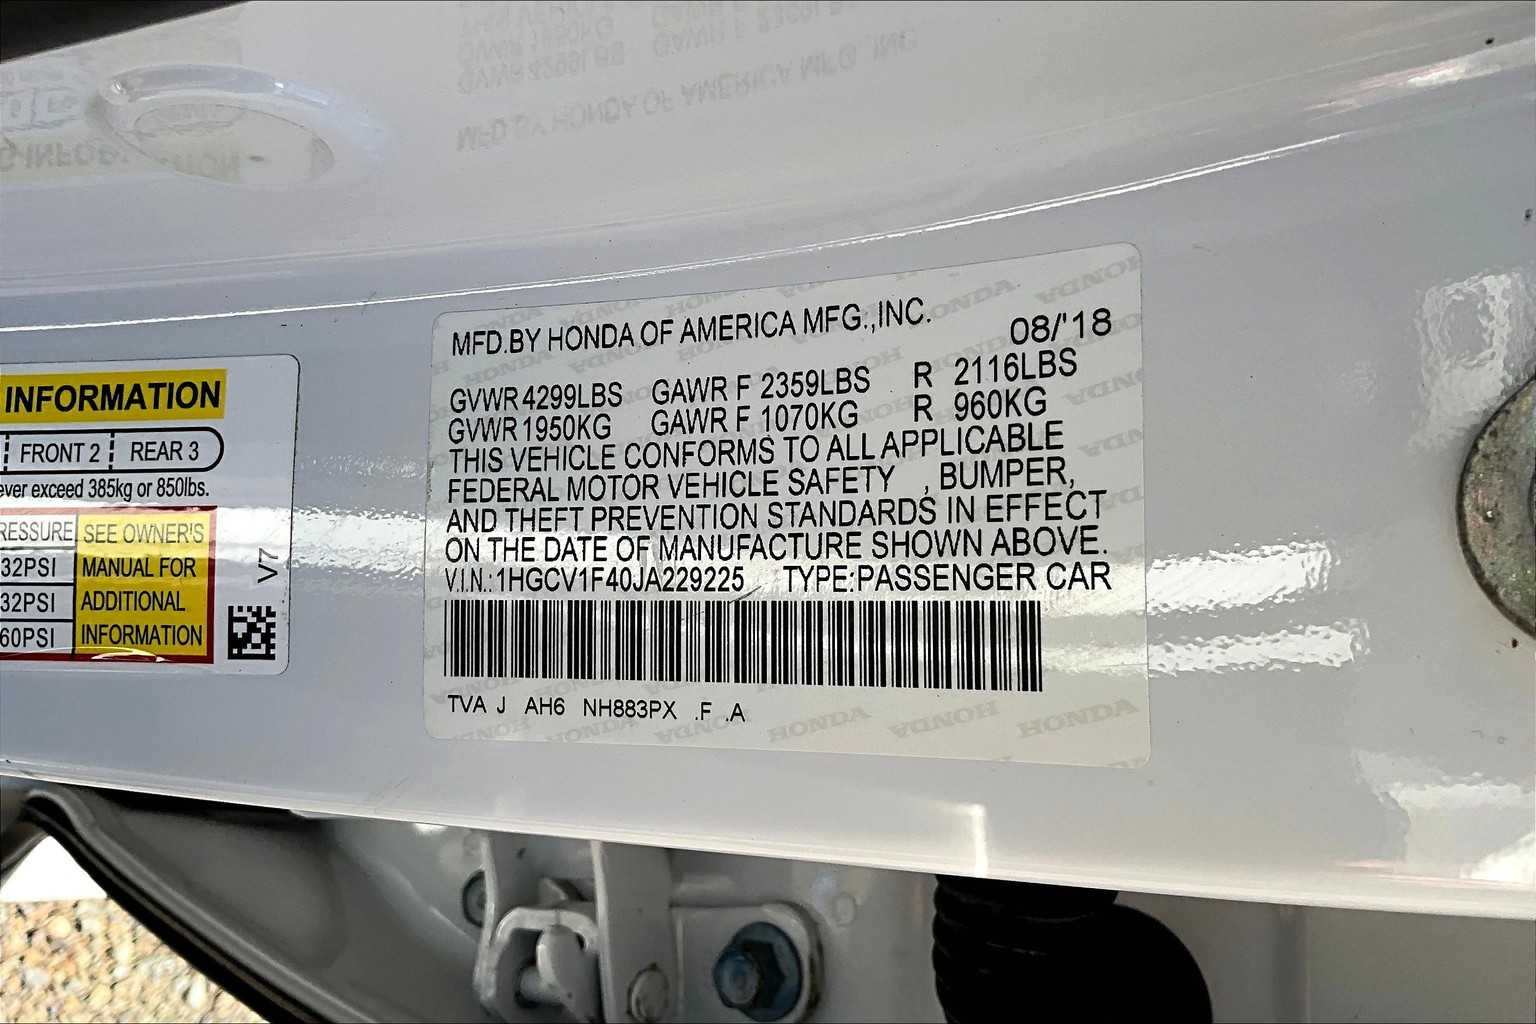 INFORMATION
FRONT 2 REAR 3
ever exceed 385kg or 850lbs.
RESSURE SEE OWNER'S
32PSI MANUAL FOR
32PSI ADDITIONAL
60PSI INFORMATION
V7
MFD.BY HONDA OF AMERICA MFG.,INC. 08/'18
GVWR 4299LBS GAWR F 2359LBS R 2116LBS
GVWR 1950KG GAWR F 1070KG R 960KG
THIS VEHICLE CONFORMS TO ALL APPLICABLE
FEDERAL MOTOR VEHICLE SAFETY , BUMPER,
AND THEFT PREVENTION STANDARDS IN EFFECT
ON THE DATE OF MANUFACTURE SHOWN ABOVE.
V.I.N.:1HGCV1F40JA229225 TYPE:PASSENGER CAR
TVA J AH6 NH883PX .F .A